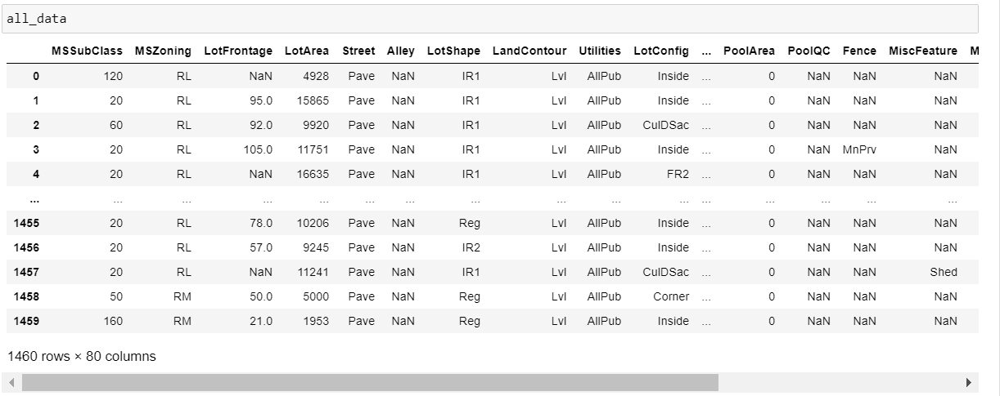 all_data
MSSubClass MSZoning LotFrontage LotArea Street Alley LotShape LandContour Utilities LotConfig ... PoolArea PoolQC Fence MiscFeature M
0 120 RL NaN 4928 Pave NaN IR1 Lvl AllPub Inside ... 0 NaN NaN NaN
1 20 RL 95.0 15865 Pave NaN IR1 Lvl AllPub Inside ... 0 NaN NaN NaN
2 60 RL 92.0 9920 Pave NaN IR1 Lvl AllPub CulDSac ... 0 NaN NaN NaN
3 20 RL 105.0 11751 Pave NaN IR1 Lvl AllPub Inside ... 0 NaN MnPrv NaN
4 20 RL NaN 16635 Pave NaN IR1 Lvl AllPub FR2 ... 0 NaN NaN NaN
... ... ... ... ... ... ... ... ... ... ... ... ... ... ... ...
1455 20 RL 78.0 10206 Pave NaN Reg Lvl AllPub Inside ... 0 NaN NaN NaN
1456 20 RL 57.0 9245 Pave NaN IR2 Lvl AllPub Inside ... 0 NaN NaN NaN
1457 20 RL NaN 11241 Pave NaN IR1 Lvl AllPub CulDSac ... 0 NaN NaN Shed
1458 50 RM 50.0 5000 Pave NaN Reg Lvl AllPub Corner ... 0 NaN NaN NaN
1459 160 RM 21.0 1953 Pave NaN Reg Lvl AllPub Inside ... 0 NaN NaN NaN
1460 rows × 80 columns